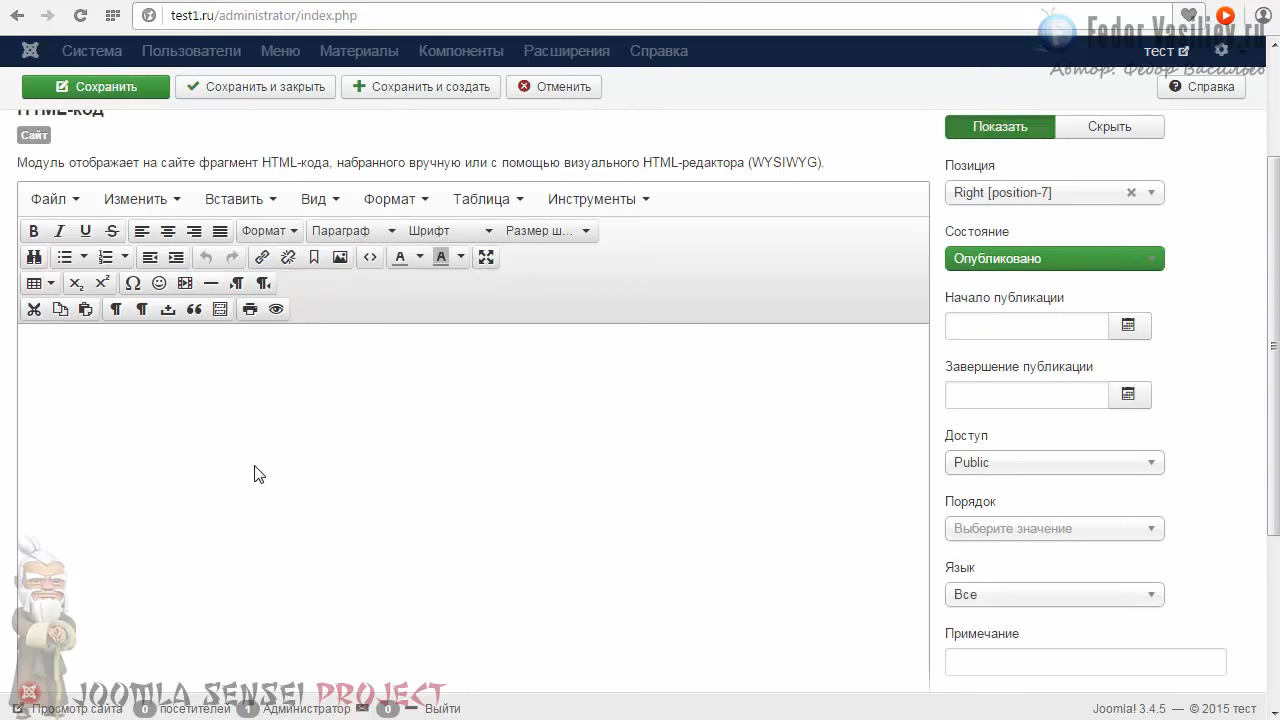 test1.ru/administrator/index.php
Fedor Vasiliev.ru
Система Пользователи Меню Материалы Компоненты Расширения Справка тест
Автор: Федор Васильев
Сохранить Сохранить и закрыть Сохранить и создать Отменить Справка
HTML-код
Сайт
Модуль отображает на сайте фрагмент HTML-кода, набранного вручную или с помощью визуального HTML-редактора (WYSIWYG).
Файл Изменить Вставить Вид Формат Таблица Инструменты
Формат Параграф Шрифт Размер ш...
Показать Скрыть
Позиция
Right [position-7]
Состояние
Опубликовано
Начало публикации
Завершение публикации
Доступ
Public
Порядок
Выберите значение
Язык
Все
Примечание
JOOMLA SENSEI PROJECT
Просмотр сайта 0 посетителей 1 Администратор 0 Выйти
Joomla! 3.4.5 — © 2015 тест